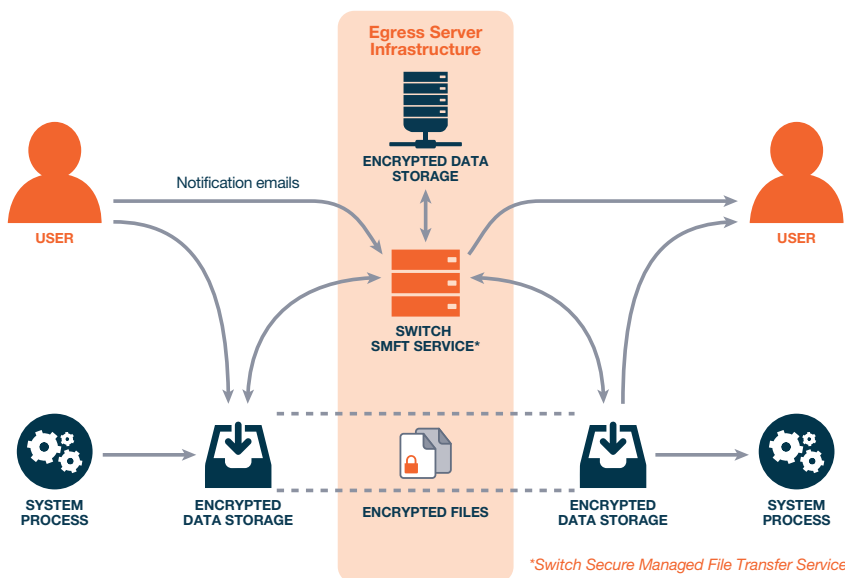 Egress Server
Infrastructure
ENCRYPTED DATA
STORAGE
Notification emails
USER
USER
SWITCH
SMFT SERVICE*
SYSTEM
PROCESS
ENCRYPTED
DATA STORAGE
ENCRYPTED FILES
ENCRYPTED
DATA STORAGE
SYSTEM
PROCESS
*Switch Secure Managed File Transfer Service